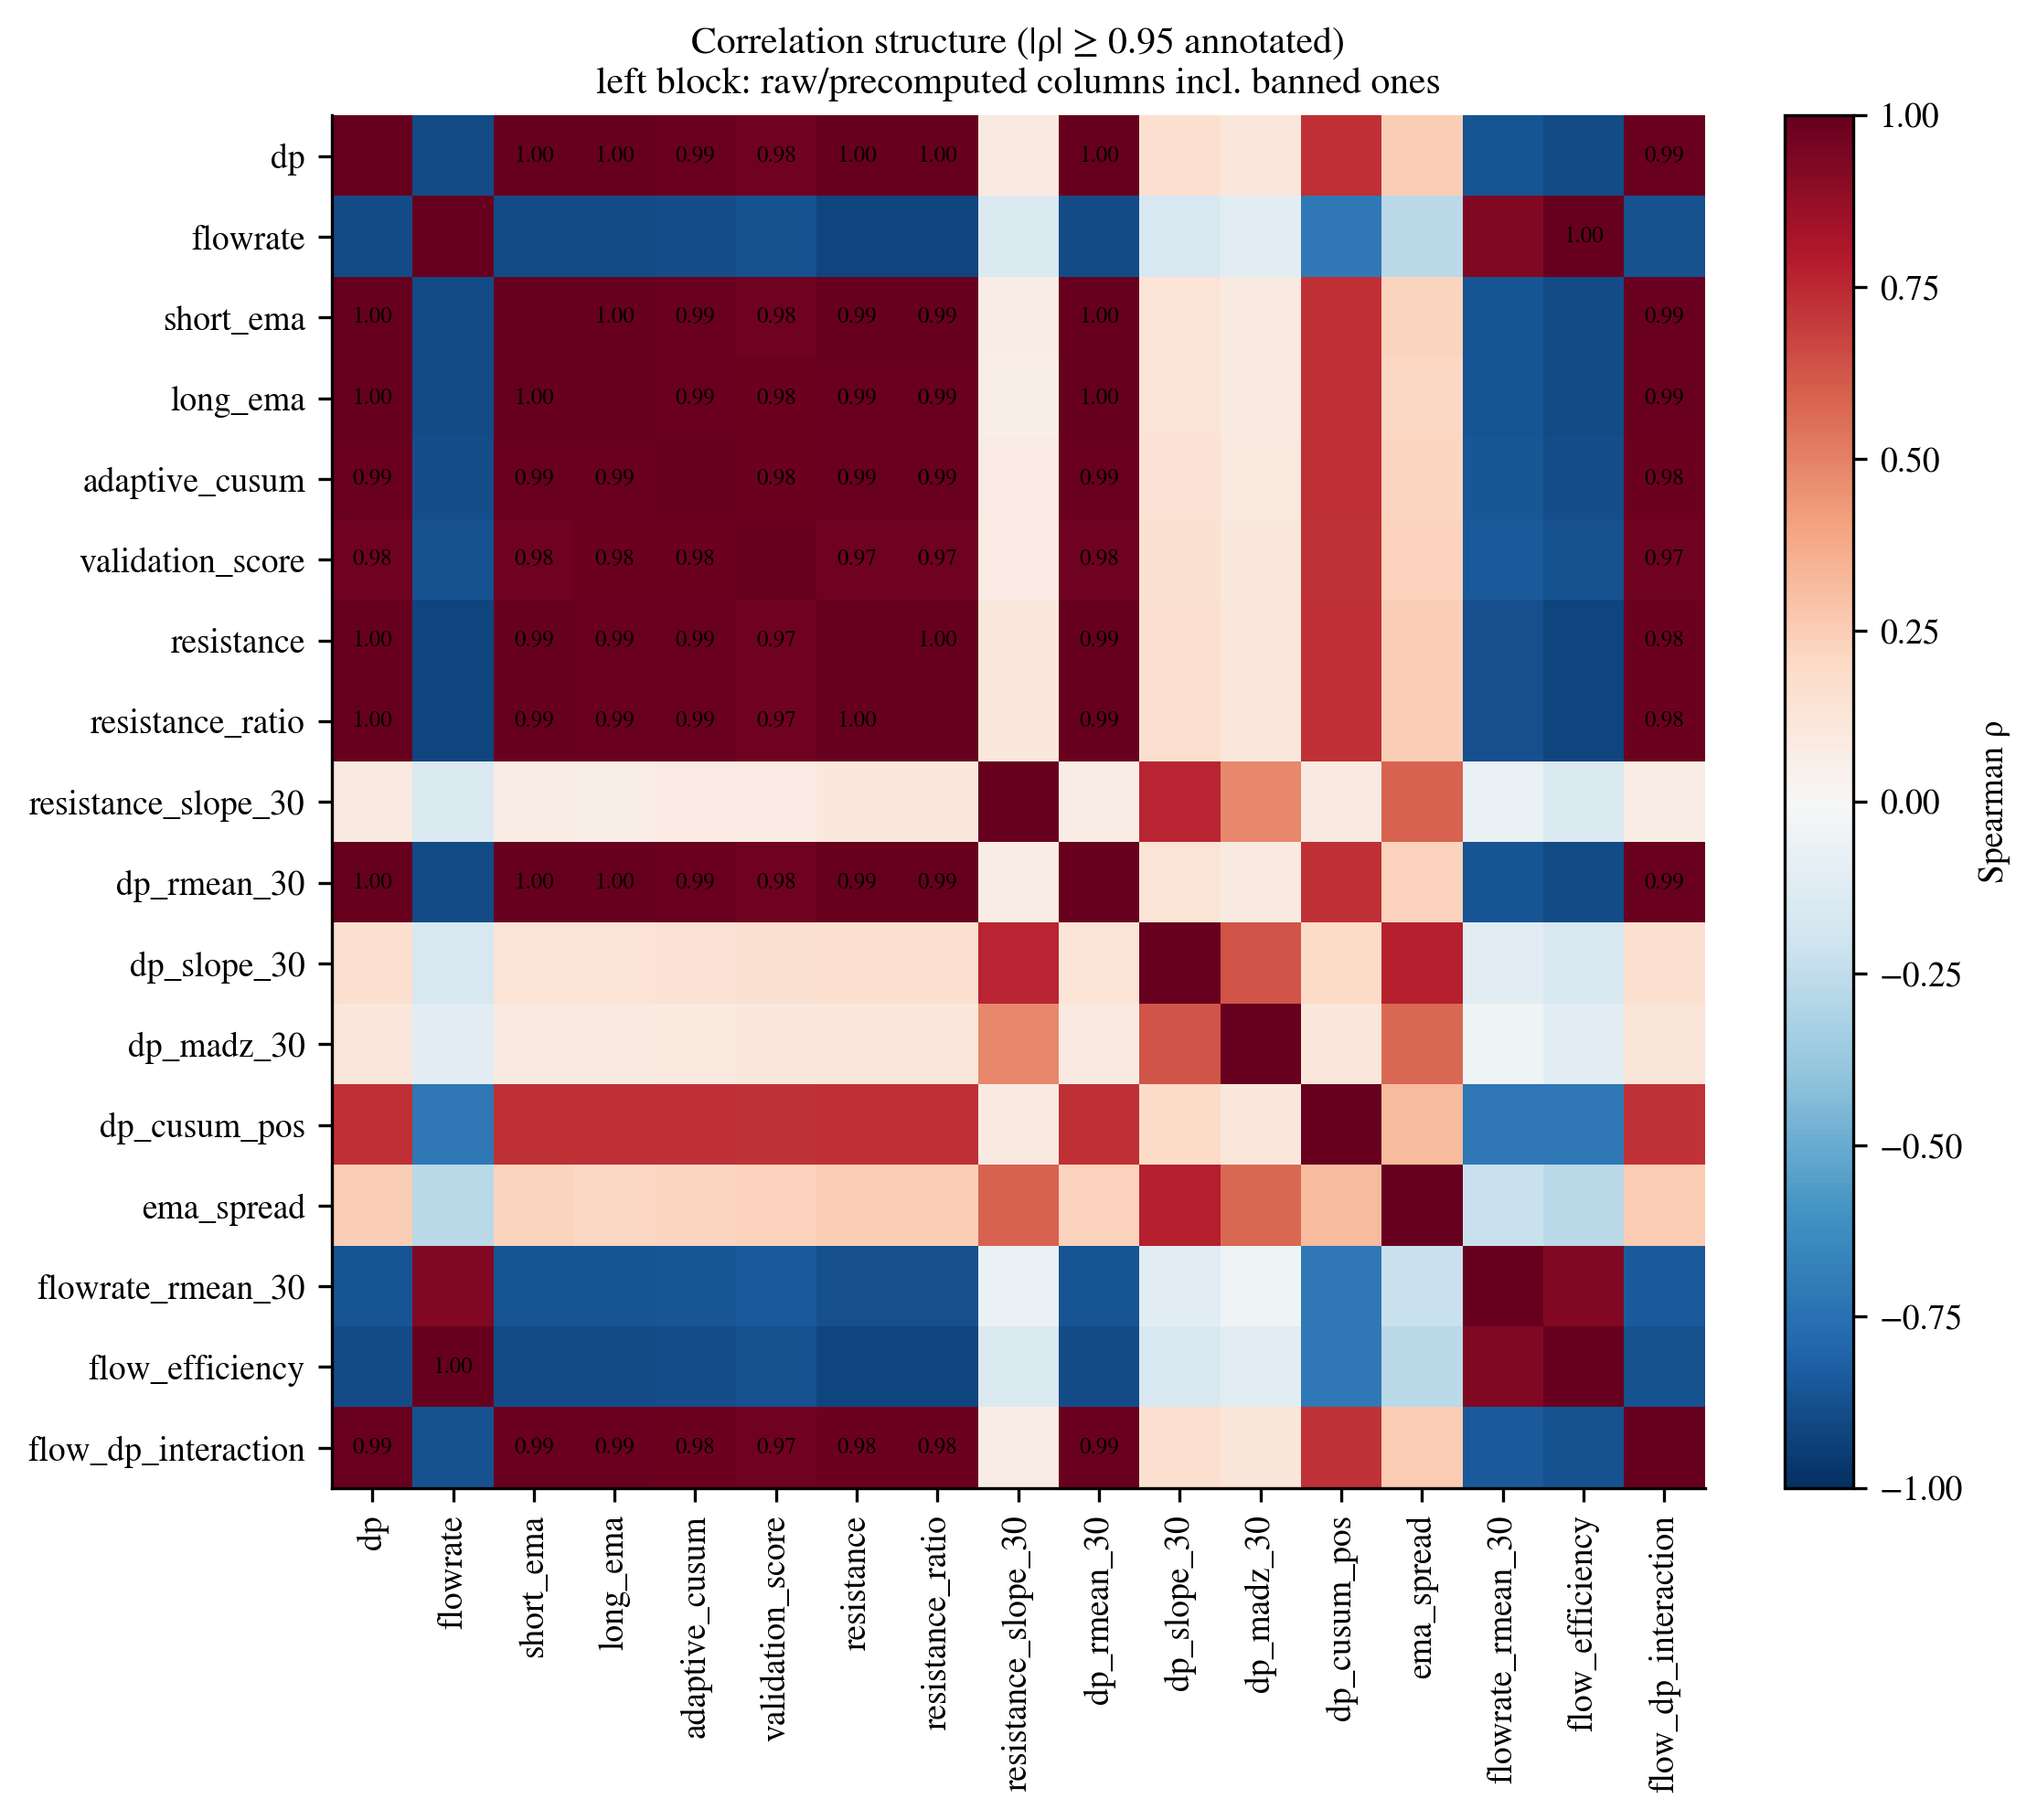 Correlation structure (|ρ| ≥ 0.95 annotated)
left block: raw/precomputed columns incl. banned ones
dp 1.00 1.00 0.99 0.98 1.00 1.00 1.00 0.99
flowrate 1.00
short_ema 1.00 1.00 0.99 0.98 0.99 0.99 1.00 0.99
long_ema 1.00 1.00 0.99 0.98 0.99 0.99 1.00 0.99
adaptive_cusum 0.99 0.99 0.99 0.98 0.99 0.99 0.99 0.98
validation_score 0.98 0.98 0.98 0.98 0.97 0.97 0.98 0.97
resistance 1.00 0.99 0.99 0.99 0.97 1.00 0.99 0.98
resistance_ratio 1.00 0.99 0.99 0.99 0.97 1.00 0.99 0.98
resistance_slope_30
dp_rmean_30 1.00 1.00 1.00 0.99 0.98 0.99 0.99 0.99
dp_slope_30
dp_madz_30
dp_cusum_pos
ema_spread
flowrate_rmean_30
flow_efficiency 1.00
flow_dp_interaction 0.99 0.99 0.99 0.98 0.97 0.98 0.98 0.99
dp
flowrate
short_ema
long_ema
adaptive_cusum
validation_score
resistance
resistance_ratio
resistance_slope_30
dp_rmean_30
dp_slope_30
dp_madz_30
dp_cusum_pos
ema_spread
flowrate_rmean_30
flow_efficiency
flow_dp_interaction
1.00
0.75
0.50
0.25
0.00
−0.25
−0.50
−0.75
−1.00
Spearman ρ